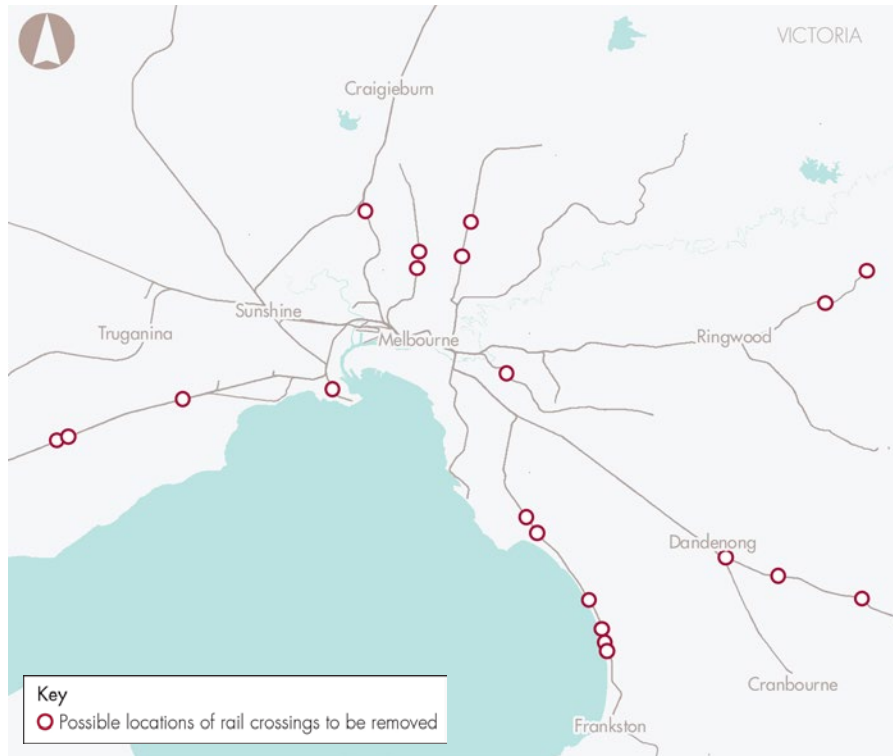 VICTORIA
Craigieburn
Sunshine
Truganina
Melbourne
Ringwood
Dandenong
Cranbourne
Frankston
Key
Possible locations of rail crossings to be removed